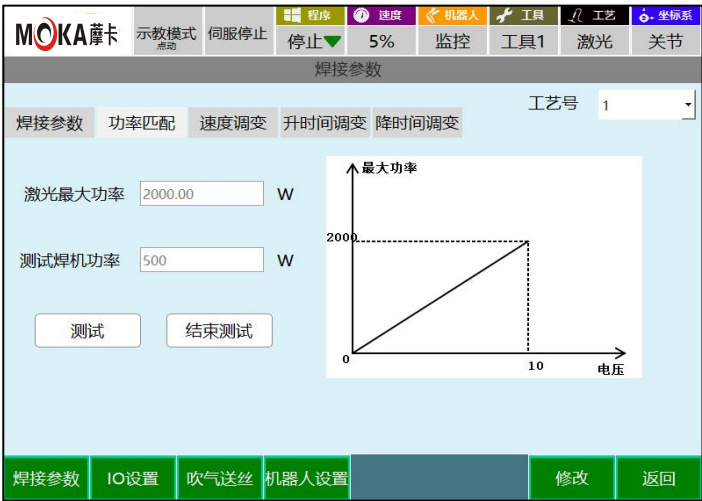 MOKA摩卡 示教模式 伺服停止 程序 速度 机器人 工具 工艺 坐标系
点动 停止 5% 监控 工具1 激光 关节
焊接参数
工艺号 1
焊接参数 功率匹配 速度调变 升时间调变 降时间调变
最大功率
激光最大功率 2000.00 W
2000
测试焊机功率 500 W
测试 结束测试
0 10 电压
焊接参数 IO设置 吹气送丝 机器人设置 修改 返回